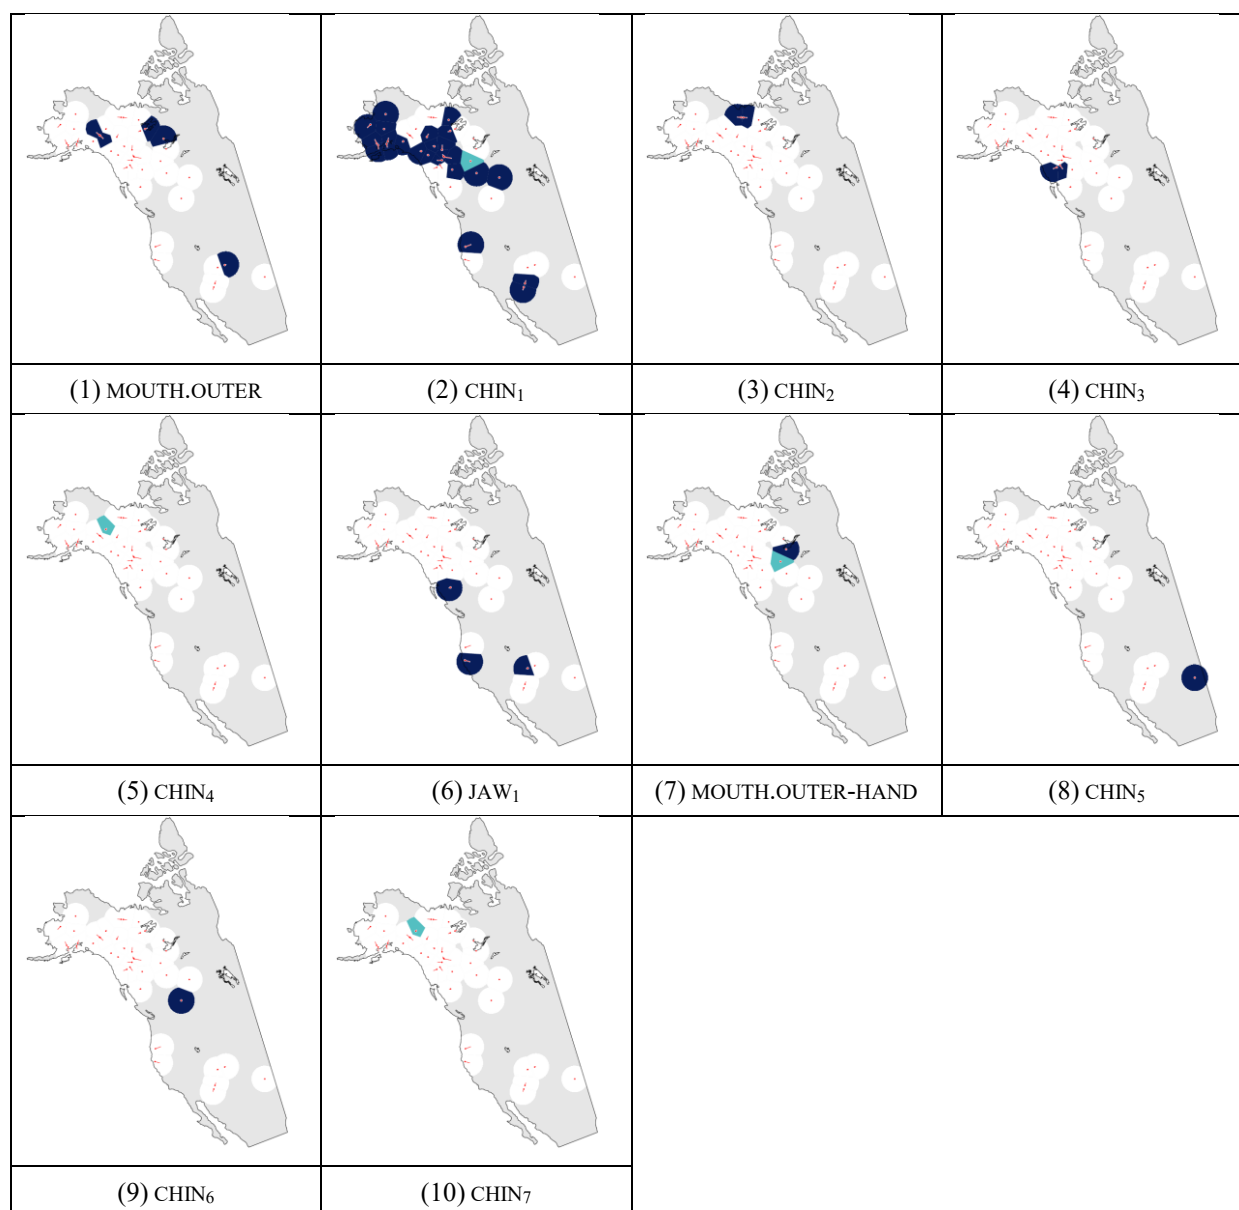 (1) MOUTH.OUTER
(2) CHIN₁
(3) CHIN₂
(4) CHIN₃
(5) CHIN₄
(6) JAW₁
(7) MOUTH.OUTER-HAND
(8) CHIN₅
(9) CHIN₆
(10) CHIN₇